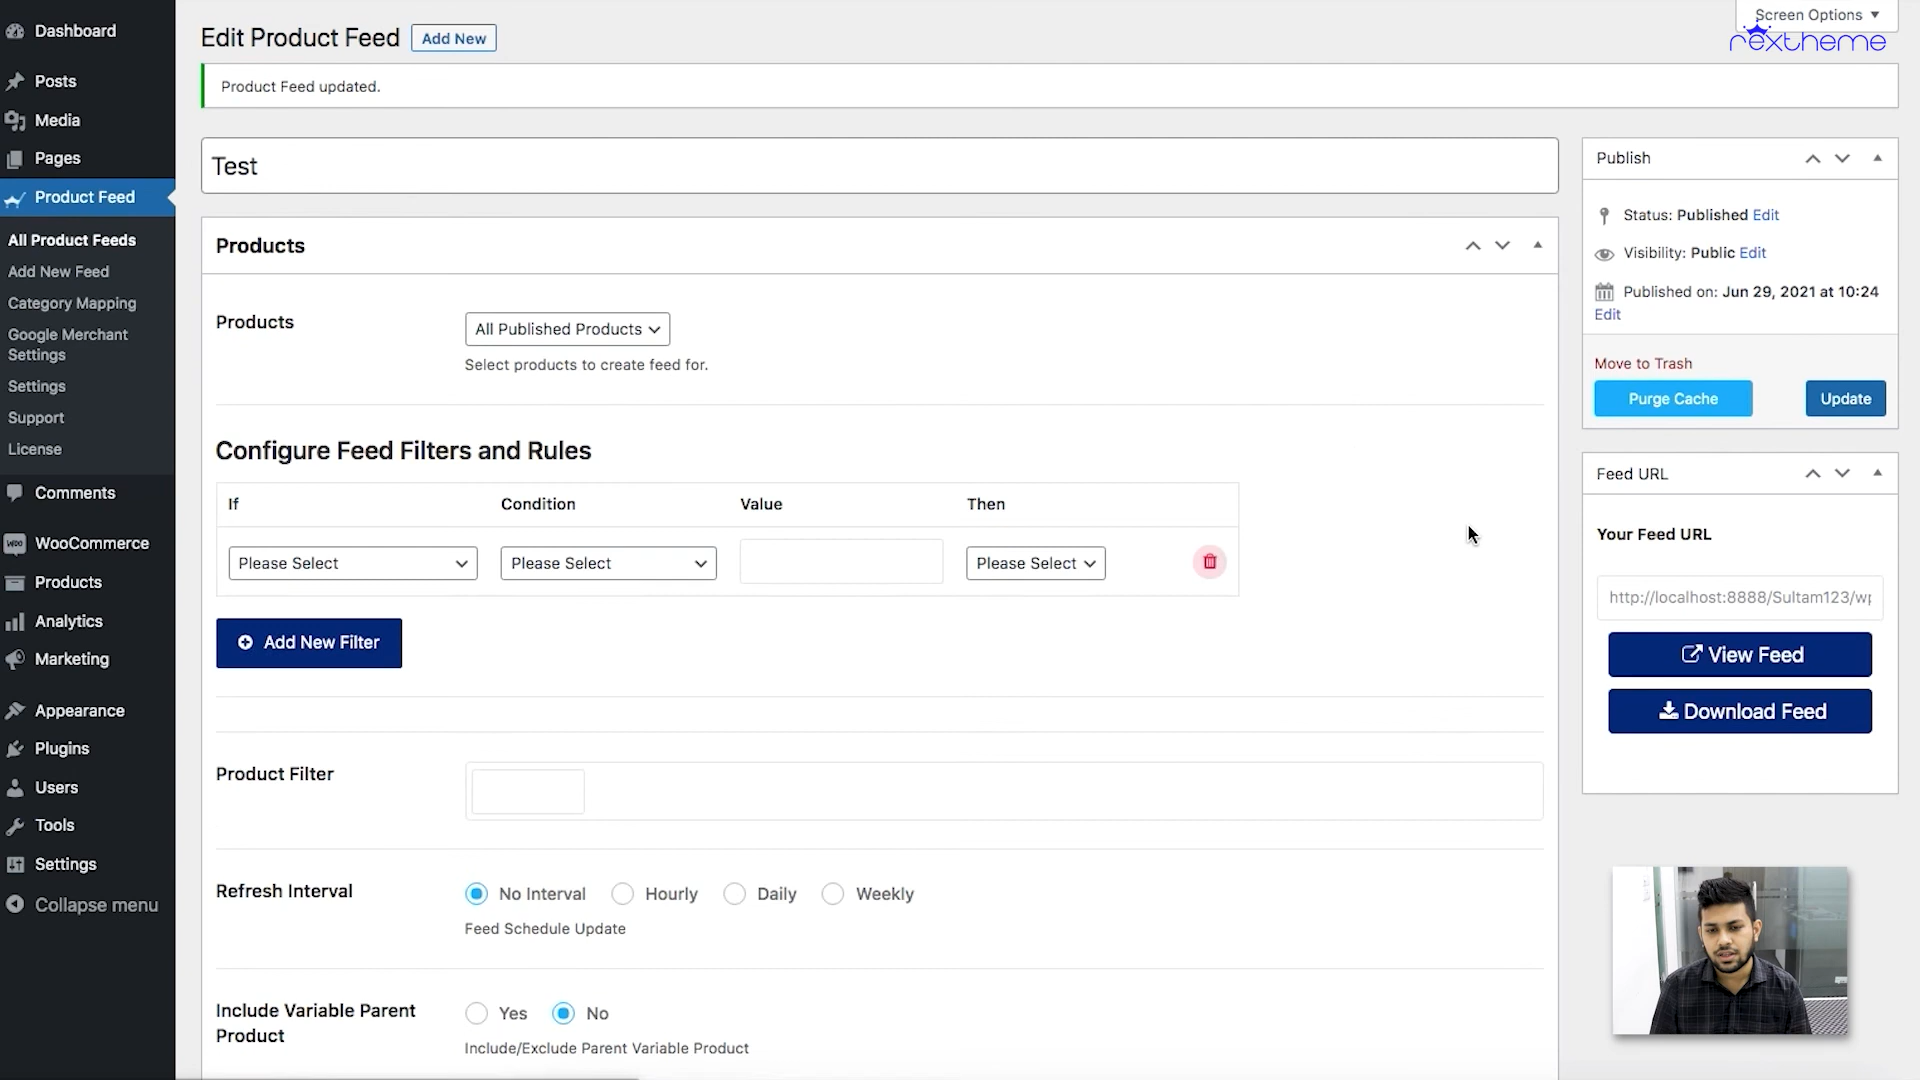 Screen Options
rextheme
Dashboard
Posts
Media
Pages
Product Feed
All Product Feeds
Add New Feed
Category Mapping
Google Merchant
Settings
Settings
Support
License
Comments
WooCommerce
Products
Analytics
Marketing
Appearance
Plugins
Users
Tools
Settings
Collapse menu
Edit Product Feed
Add New
Product Feed updated.
Test
Products
Products
All Published Products
Select products to create feed for.
Configure Feed Filters and Rules
If Condition Value Then
Please Select Please Select Please Select
Add New Filter
Product Filter
Refresh Interval
No Interval Hourly Daily Weekly
Feed Schedule Update
Include Variable Parent
Product
Yes No
Include/Exclude Parent Variable Product
Publish
Status: Published Edit
Visibility: Public Edit
Published on: Jun 29, 2021 at 10:24
Edit
Move to Trash
Purge Cache
Update
Feed URL
Your Feed URL
http://localhost:8888/Sultam123/wp
View Feed
Download Feed